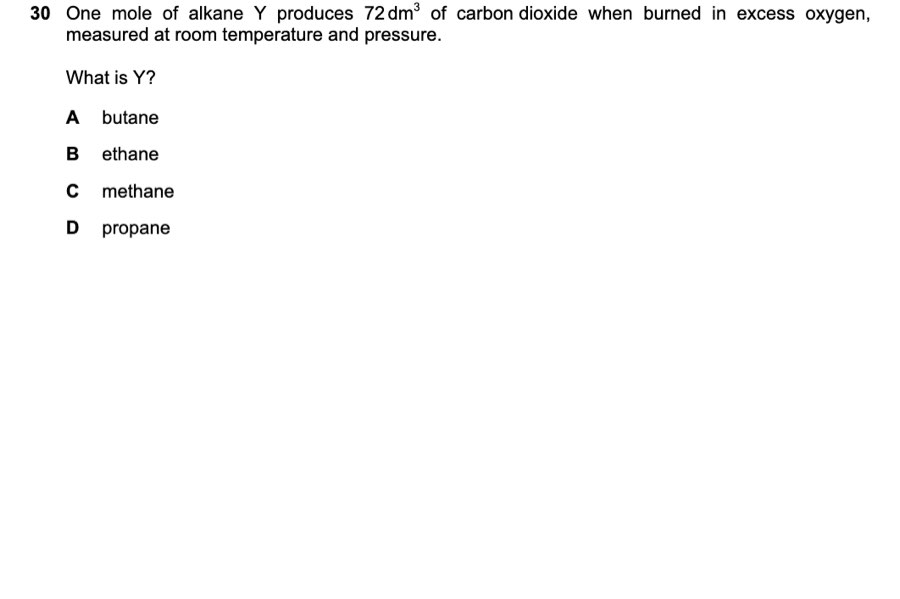 30 One mole of alkane Y produces 72 dm³ of carbon dioxide when burned in excess oxygen,
measured at room temperature and pressure.
What is Y?
A butane
B ethane
C methane
D propane